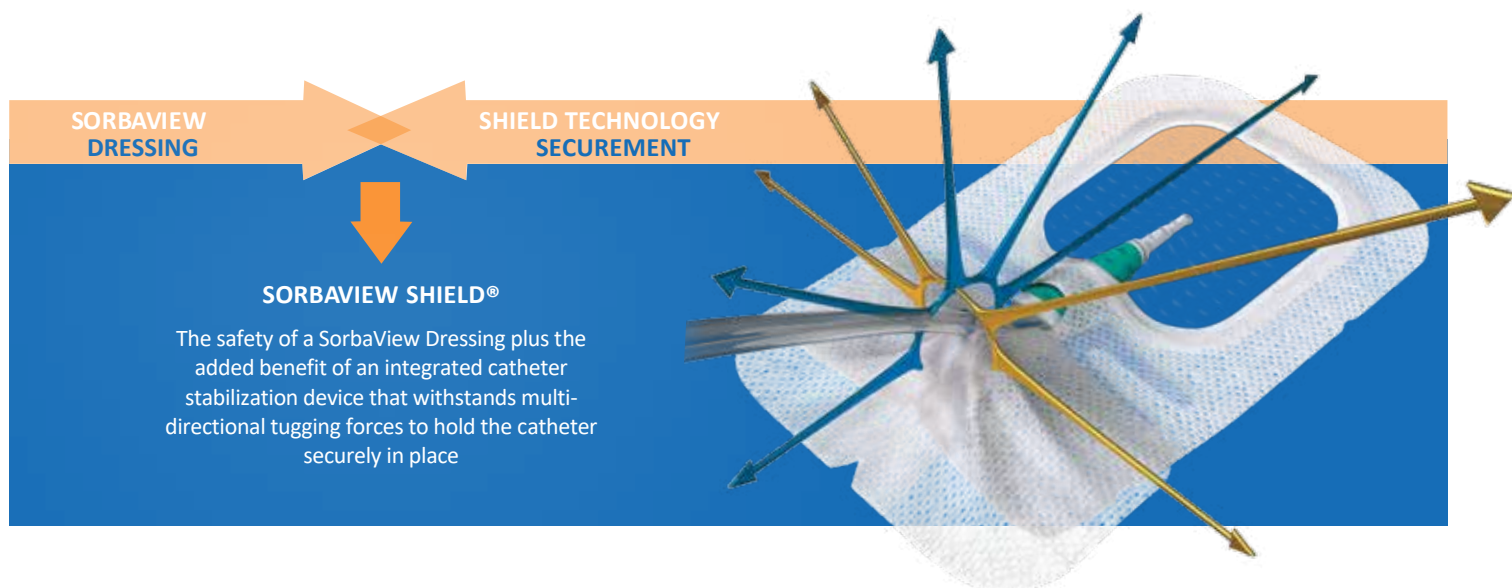 SORBAVIEW
DRESSING
SHIELD TECHNOLOGY
SECUREMENT
SORBAVIEW SHIELD®
The safety of a SorbaView Dressing plus the
added benefit of an integrated catheter
stabilization device that withstands multi-
directional tugging forces to hold the catheter
securely in place